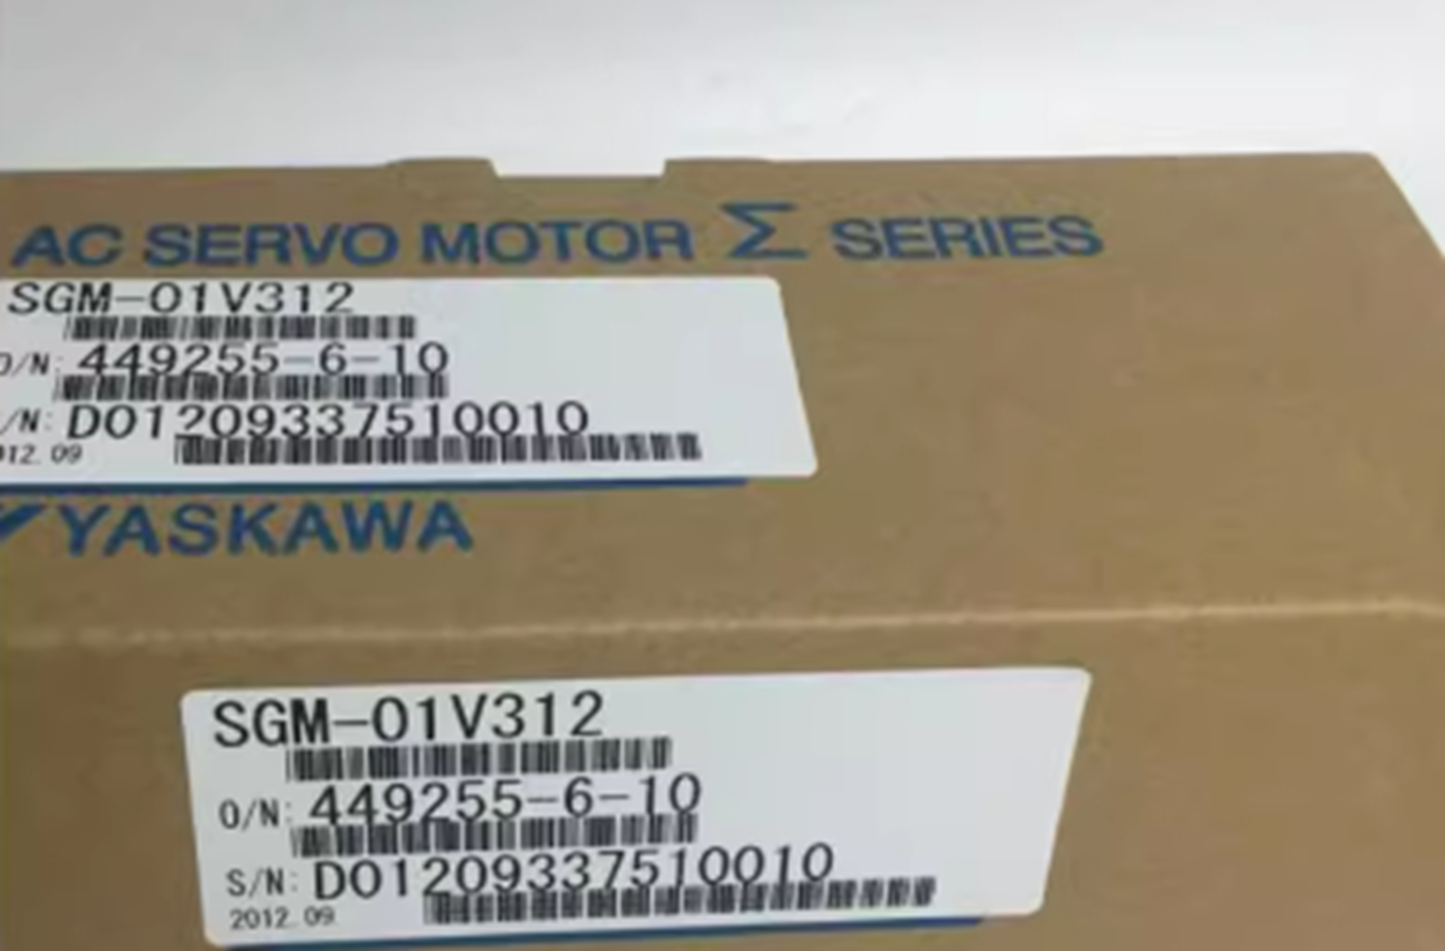 AC SERVO MOTOR Σ SERIES
SGM-01V312
O/N: 449255-6-10
/N: D01209337510010
012.09
YASKAWA
SGM-01V312
O/N: 449255-6-10
S/N: D01209337510010
2012.09